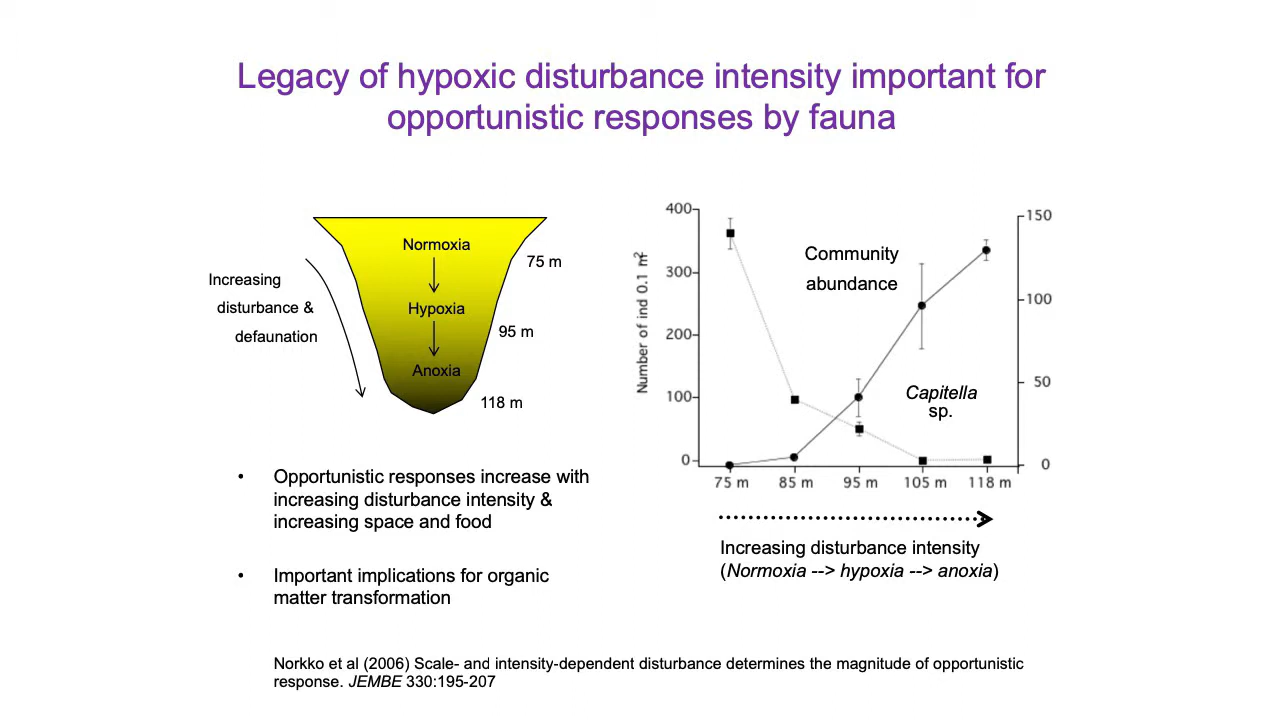 Legacy of hypoxic disturbance intensity important for
opportunistic responses by fauna
Increasing
disturbance &
defaunation
Normoxia
Hypoxia
Anoxia
75 m
95 m
118 m
• Opportunistic responses increase with
increasing disturbance intensity &
increasing space and food
• Important implications for organic
matter transformation
Number of ind 0.1 m²
400
300
200
100
0
Community
abundance
Capitella
sp.
150
100
50
0
75 m 85 m 95 m 105 m 118 m
Increasing disturbance intensity
(Normoxia --> hypoxia --> anoxia)
Norkko et al (2006) Scale- and intensity-dependent disturbance determines the magnitude of opportunistic
response. JEMBE 330:195-207